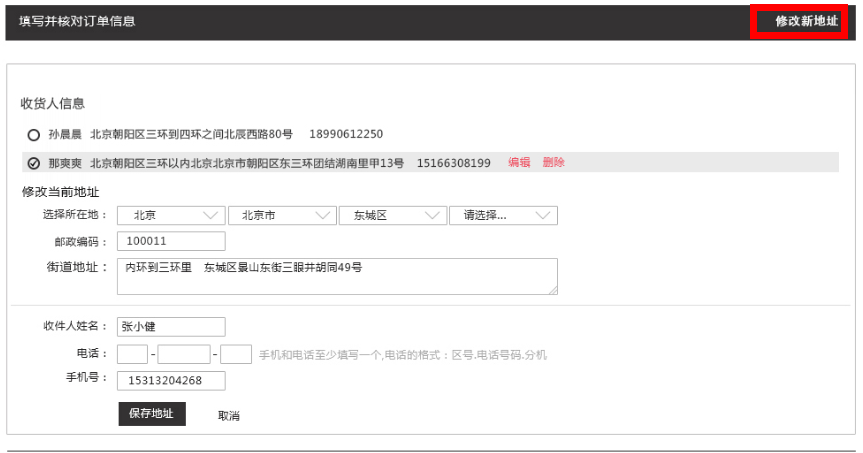 填写并核对订单信息 修改新地址
收货人信息
孙晨晨 北京朝阳区三环到四环之间北辰西路80号 18990612250
那爽爽 北京朝阳区三环以内北京北京市朝阳区东三环团结湖南里甲13号 15166308199 编辑 删除
修改当前地址
选择所在地： 北京 北京市 东城区 请选择...
邮政编码： 100011
街道地址： 内环到三环里 东城区景山东街三眼井胡同49号
收件人姓名： 张小健
电话： - - 手机和电话至少填写一个,电话的格式：区号.电话号码.分机
手机号： 15313204268
保存地址 取消